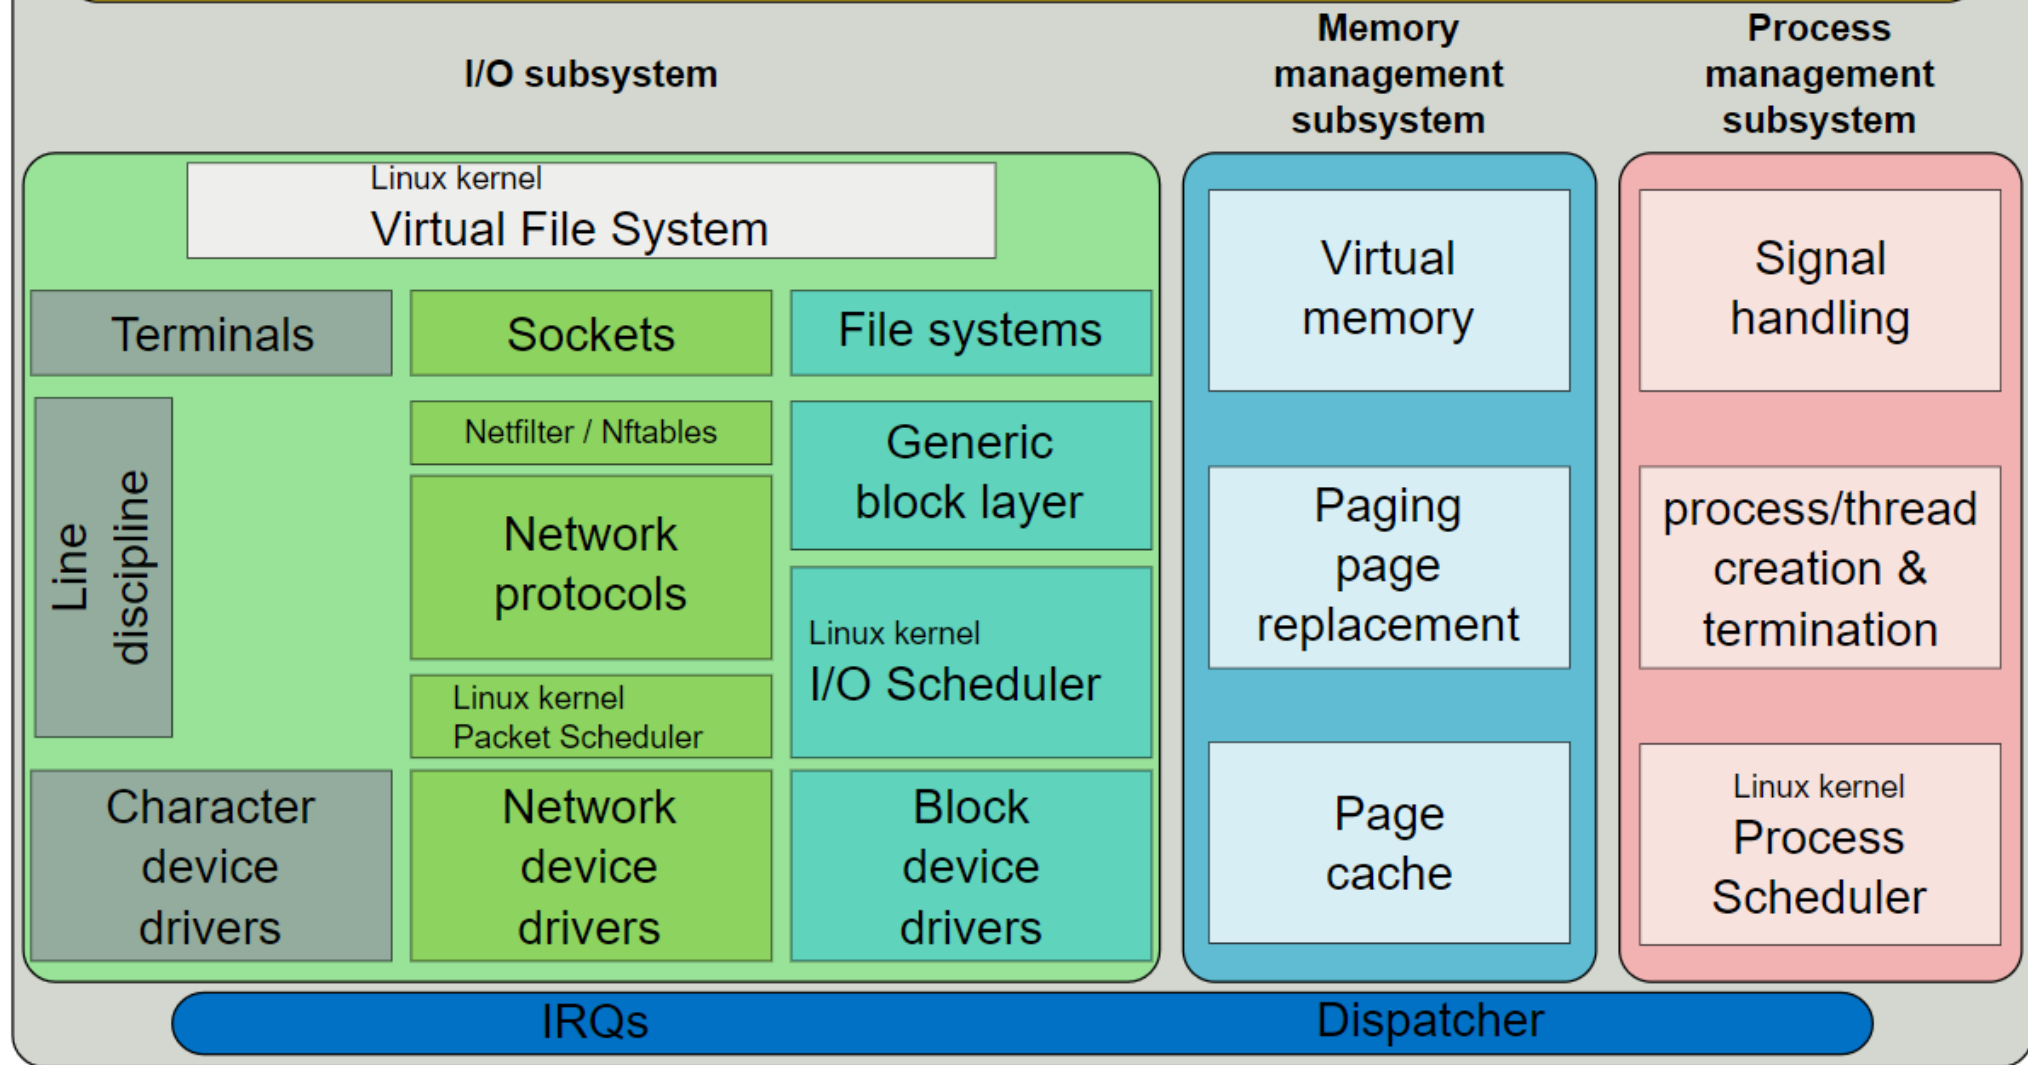 I/O subsystem
Memory
management
subsystem
Process
management
subsystem
Linux kernel
Virtual File System
Terminals
Sockets
File systems
Line
discipline
Netfilter / Nftables
Network
protocols
Linux kernel
Packet Scheduler
Generic
block layer
Linux kernel
I/O Scheduler
Character
device
drivers
Network
device
drivers
Block
device
drivers
Virtual
memory
Paging
page
replacement
Page
cache
Signal
handling
process/thread
creation &
termination
Linux kernel
Process
Scheduler
IRQs
Dispatcher